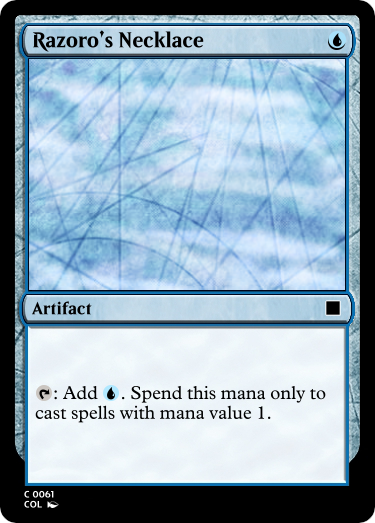 Razoro's Necklace
Artifact
: Add . Spend this mana only to
cast spells with mana value 1.
C 0061
COL